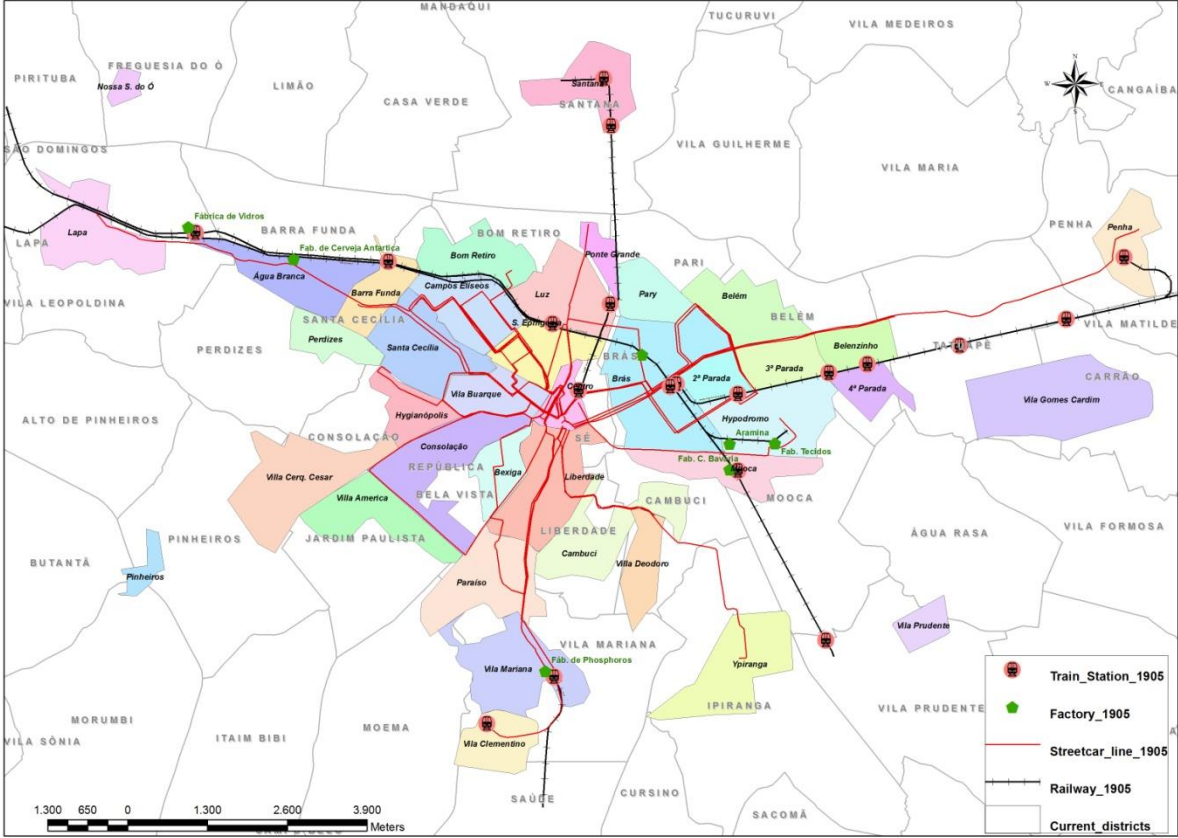 MANDAQUI
TUCURUVI
VILA MEDEIROS
PIRITUBA
FREGUESIA DO Ó
Nossa S. do Ó
LIMÃO
CASA VERDE
Santana
SANTANA
N
W
E
S
CANGAÍBA
SÃO DOMINGOS
VILA GUILHERME
VILA MARIA
Fábrica de Vidros
LAPA
Lapa
BARRA FUNDA
Fab. de Cerveja Antartica
BOM RETIRO
Bom Retiro
Ponte Grande
PARI
PENHA
Penha
Água Branca
Barra Funda
Campos Elíseos
Luz
Pary
Belém
VILA LEOPOLDINA
SANTA CECÍLIA
BELÉM
VILA MATILDE
PERDIZES
Perdizes
Santa Cecília
BRÁS
Belenzinho
TATUAPÉ
Vila Buarque
Centro
Brás
2ª Parada
3ª Parada
4ª Parada
CARRÃO
Vila Gomes Cardim
ALTO DE PINHEIROS
Hygianópolis
Hypodromo
CONSOLAÇÃO
Consolação
SÉ
Aramina
Fab. Tecidos
Villa Cerq. Cesar
REPÚBLICA
Bexiga
Liberdade
Fab. C. Bavária
Mooca
MOOCA
Villa America
BELA VISTA
CAMBUCI
PINHEIROS
JARDIM PAULISTA
LIBERDADE
ÁGUA RASA
VILA FORMOSA
BUTANTÃ
Pinheiros
Cambuci
Villa Deodoro
Paraíso
Vila Prudente
VILA MARIANA
Vila Mariana
Fáb. de Phosphoros
Ypiranga
Train_Station_1905
MORUMBI
IPIRANGA
VILA PRUDENTE
Factory_1905
VILA SÔNIA
ITAIM BIBI
MOEMA
Vila Clementino
Streetcar_line_1905
Railway_1905
SAÚDE
CURSINO
SACOMÃ
1.300 650 0 1.300 2.600 3.900
Meters
Current_districts